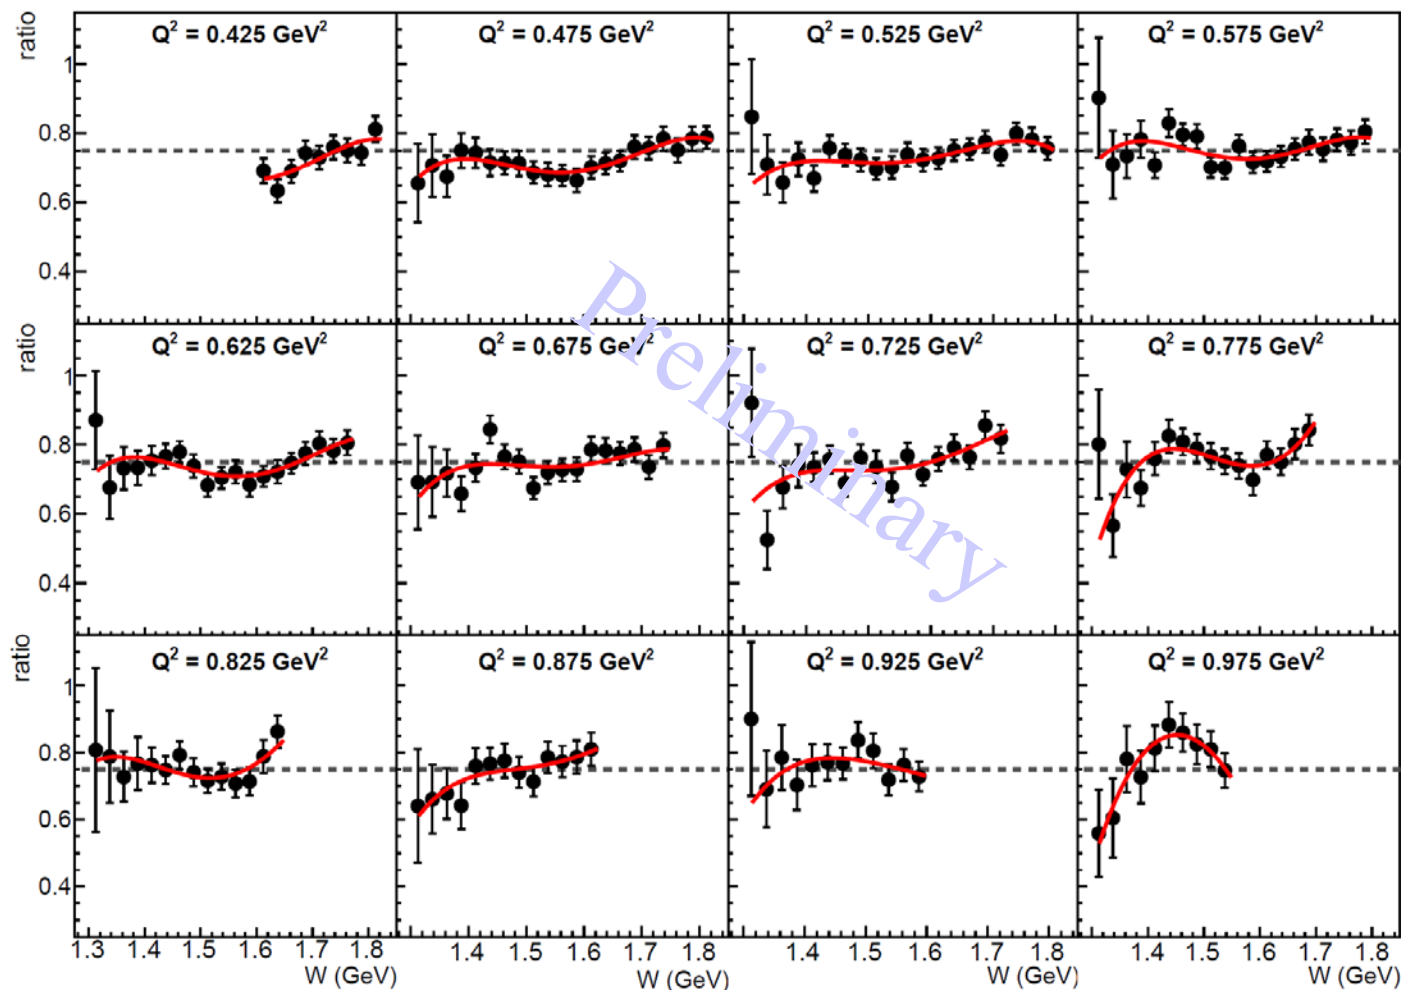 ratio
Q² = 0.425 GeV²
Q² = 0.475 GeV²
Q² = 0.525 GeV²
Q² = 0.575 GeV²
1
0.8
0.6
0.4
ratio
Q² = 0.625 GeV²
Q² = 0.675 GeV²
Q² = 0.725 GeV²
Q² = 0.775 GeV²
1
0.8
0.6
0.4
Preliminary
ratio
Q² = 0.825 GeV²
Q² = 0.875 GeV²
Q² = 0.925 GeV²
Q² = 0.975 GeV²
1
0.8
0.6
0.4
1.3 1.4 1.5 1.6 1.7 1.8
1.4 1.5 1.6 1.7 1.8
1.4 1.5 1.6 1.7 1.8
1.4 1.5 1.6 1.7 1.8
W (GeV)
W (GeV)
W (GeV)
W (GeV)